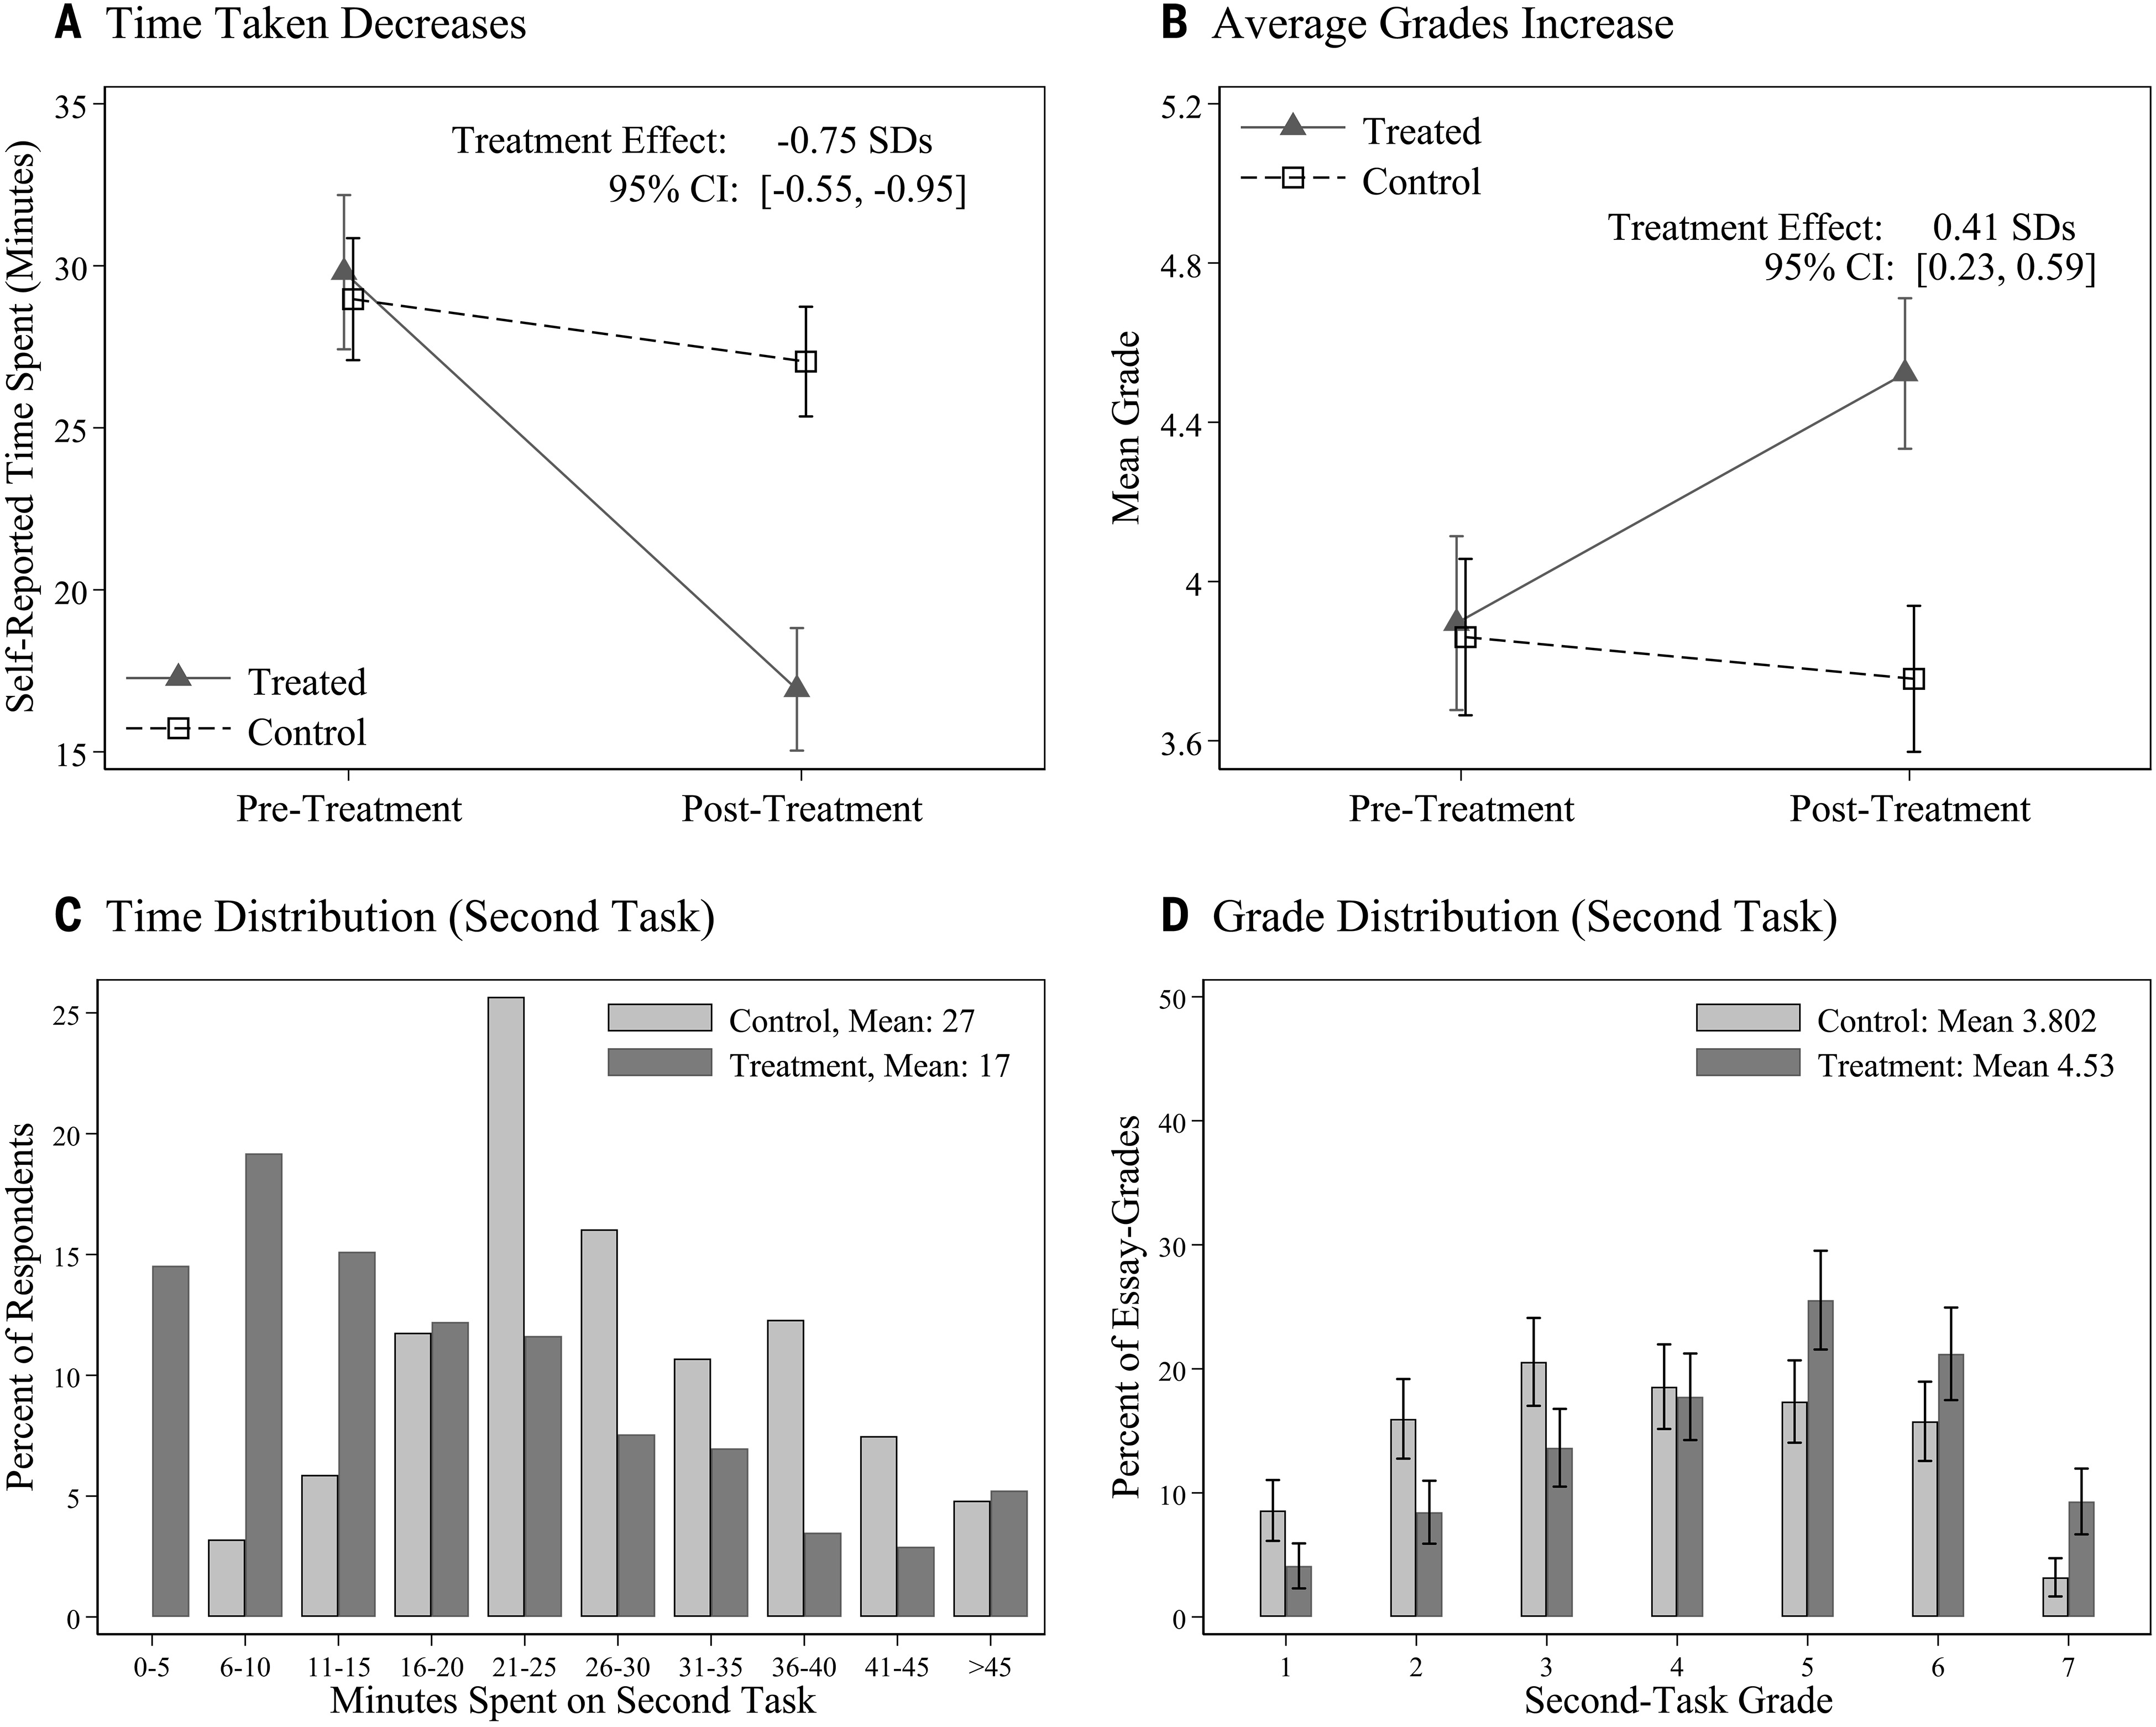 A Time Taken Decreases
Self-Reported Time Spent (Minutes)
35
30
25
20
15
Treatment Effect: -0.75 SDs
95% CI: [-0.55, -0.95]
Treated
Control
Pre-Treatment Post-Treatment
B Average Grades Increase
Mean Grade
5.2
4.8
4.4
4
3.6
Treated
Control
Treatment Effect: 0.41 SDs
95% CI: [0.23, 0.59]
Pre-Treatment Post-Treatment
C Time Distribution (Second Task)
Percent of Respondents
25
20
15
10
5
0
Control, Mean: 27
Treatment, Mean: 17
0-5 6-10 11-15 16-20 21-25 26-30 31-35 36-40 41-45 >45
Minutes Spent on Second Task
D Grade Distribution (Second Task)
Percent of Essay-Grades
50
40
30
20
10
0
Control: Mean 3.802
Treatment: Mean 4.53
1 2 3 4 5 6 7
Second-Task Grade